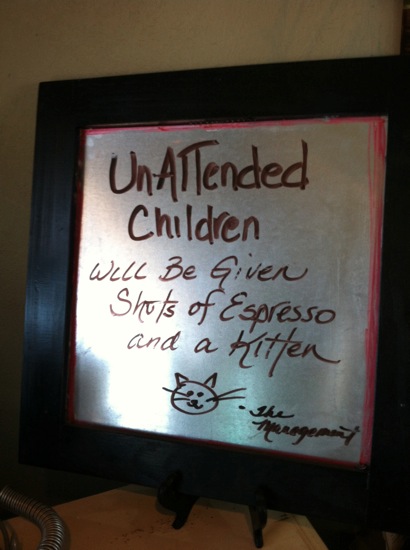 UnATTended
Children
Will Be Given
Shots of Espresso
and a Kitten
- The
Management